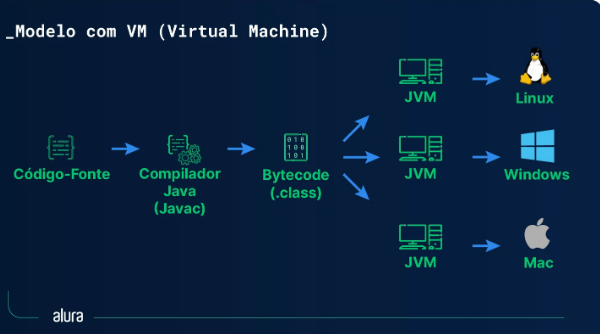 _Modelo com VM (Virtual Machine)
JVM
Linux
Código-Fonte
Compilador
Java
(Javac)
010
100
101
Bytecode
(.class)
JVM
Windows
JVM
Mac
alura